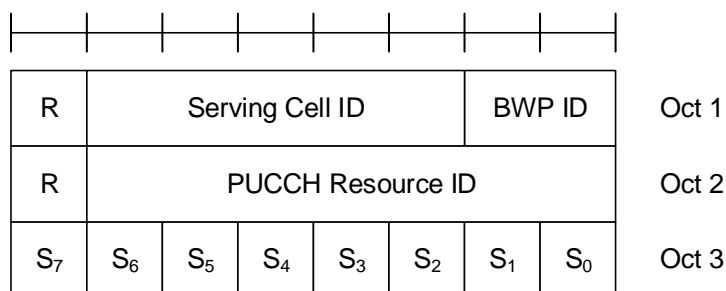 R Serving Cell ID BWP ID Oct 1
R PUCCH Resource ID Oct 2
S₇ S₆ S₅ S₄ S₃ S₂ S₁ S₀ Oct 3